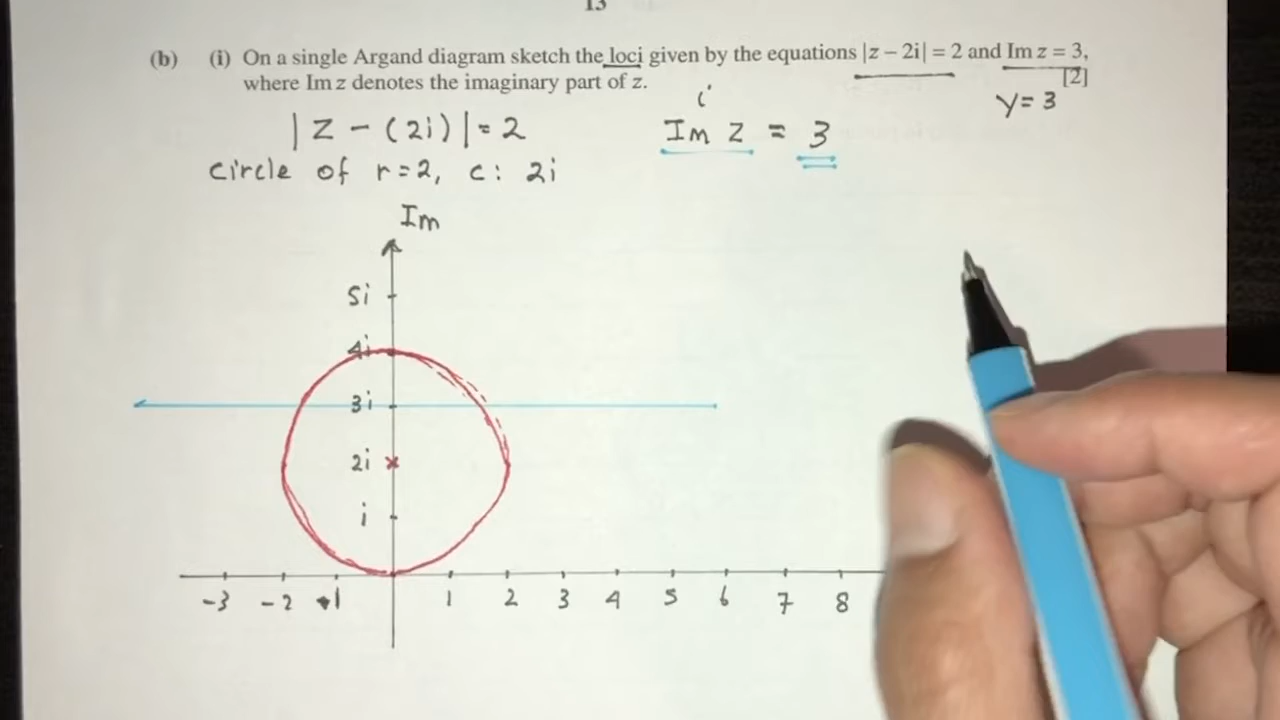 13
(b) (i) On a single Argand diagram sketch the loci given by the equations |z − 2i| = 2 and Im z = 3,
where Im z denotes the imaginary part of z. [2]
y = 3
i
|z − (2i)| = 2
Im z = 3
circle of r = 2, c: 2i
Im
5i
4i
3i
2i
i
-3 -2 -1 1 2 3 4 5 6 7 8